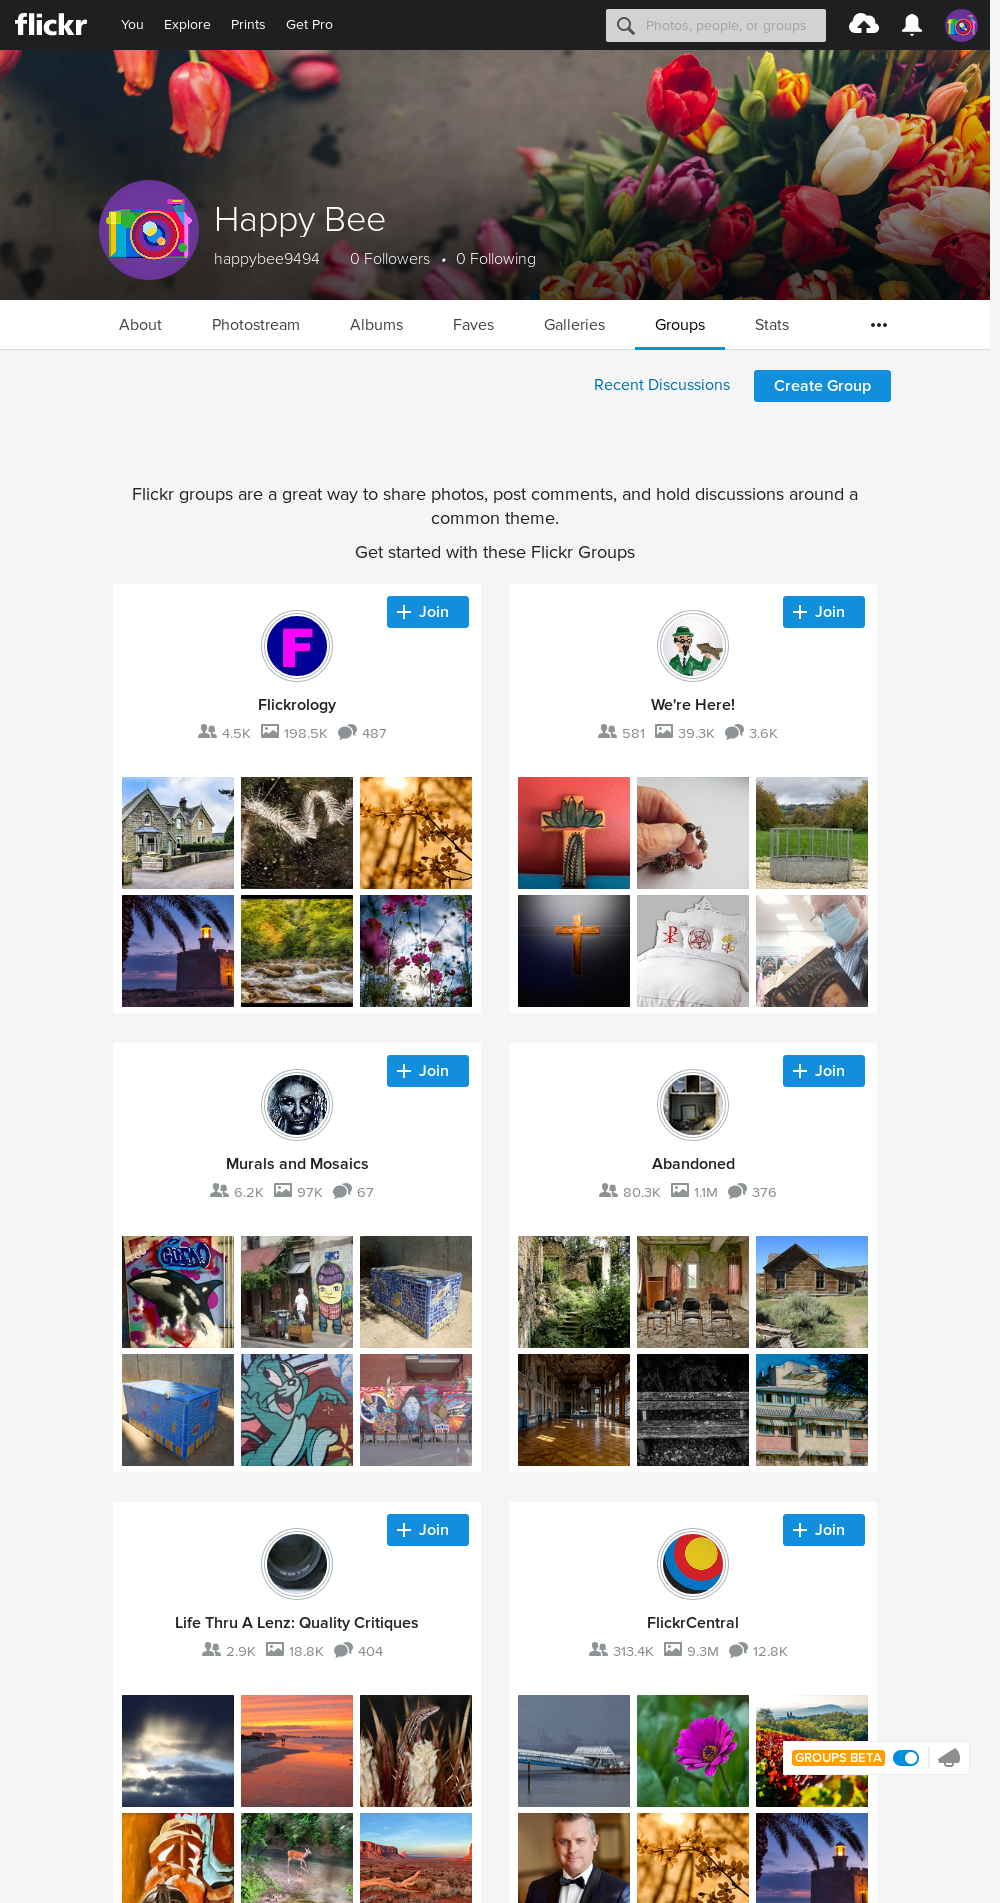 flickr
You Explore Prints Get Pro
Photos, people, or groups
Happy Bee
happybee9494 0 Followers • 0 Following
About Photostream Albums Faves Galleries Groups Stats •••
Recent Discussions Create Group
Flickr groups are a great way to share photos, post comments, and hold discussions around a
common theme.
Get started with these Flickr Groups
Join
F
Flickrology
4.5K 198.5K 487
Join
We're Here!
581 39.3K 3.6K
Join
Murals and Mosaics
6.2K 97K 67
Join
Abandoned
80.3K 1.1M 376
Join
Life Thru A Lenz: Quality Critiques
2.9K 18.8K 404
Join
FlickrCentral
313.4K 9.3M 12.8K
GROUPS BETA